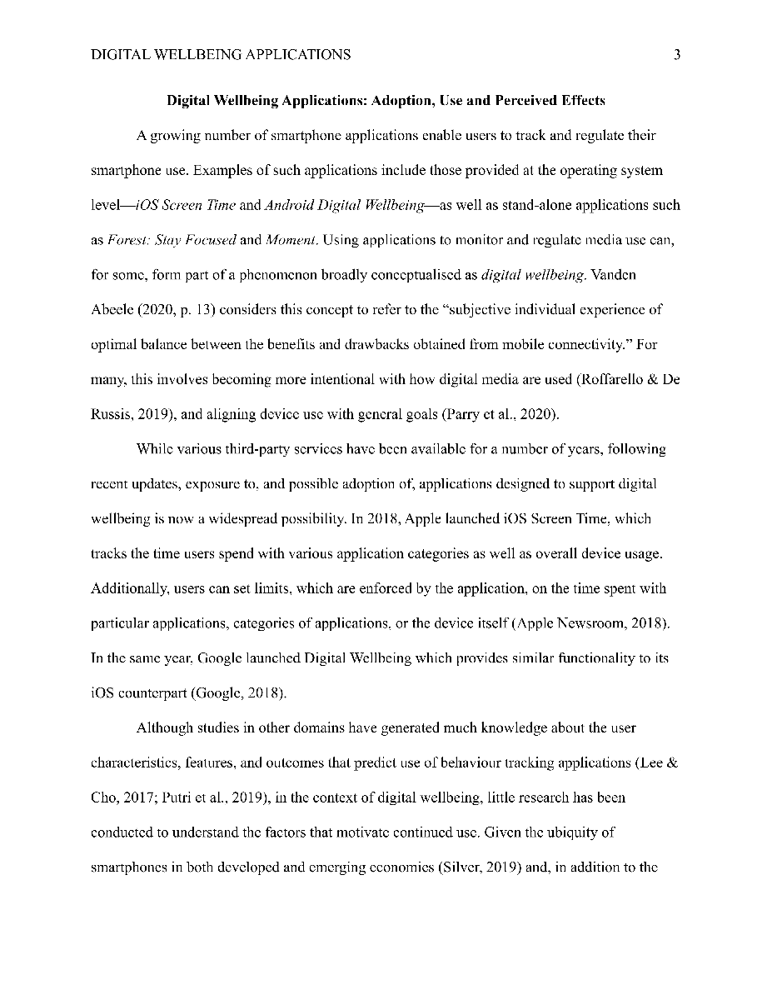 DIGITAL WELLBEING APPLICATIONS 3
Digital Wellbeing Applications: Adoption, Use and Perceived Effects
A growing number of smartphone applications enable users to track and regulate their
smartphone use. Examples of such applications include those provided at the operating system
level—iOS Screen Time and Android Digital Wellbeing—as well as stand-alone applications such
as Forest: Stay Focused and Moment. Using applications to monitor and regulate media use can,
for some, form part of a phenomenon broadly conceptualised as digital wellbeing. Vanden
Abeele (2020, p. 13) considers this concept to refer to the “subjective individual experience of
optimal balance between the benefits and drawbacks obtained from mobile connectivity.” For
many, this involves becoming more intentional with how digital media are used (Roffarello & De
Russis, 2019), and aligning device use with general goals (Parry et al., 2020).
While various third-party services have been available for a number of years, following
recent updates, exposure to, and possible adoption of, applications designed to support digital
wellbeing is now a widespread possibility. In 2018, Apple launched iOS Screen Time, which
tracks the time users spend with various application categories as well as overall device usage.
Additionally, users can set limits, which are enforced by the application, on the time spent with
particular applications, categories of applications, or the device itself (Apple Newsroom, 2018).
In the same year, Google launched Digital Wellbeing which provides similar functionality to its
iOS counterpart (Google, 2018).
Although studies in other domains have generated much knowledge about the user
characteristics, features, and outcomes that predict use of behaviour tracking applications (Lee &
Cho, 2017; Putri et al., 2019), in the context of digital wellbeing, little research has been
conducted to understand the factors that motivate continued use. Given the ubiquity of
smartphones in both developed and emerging economies (Silver, 2019) and, in addition to the